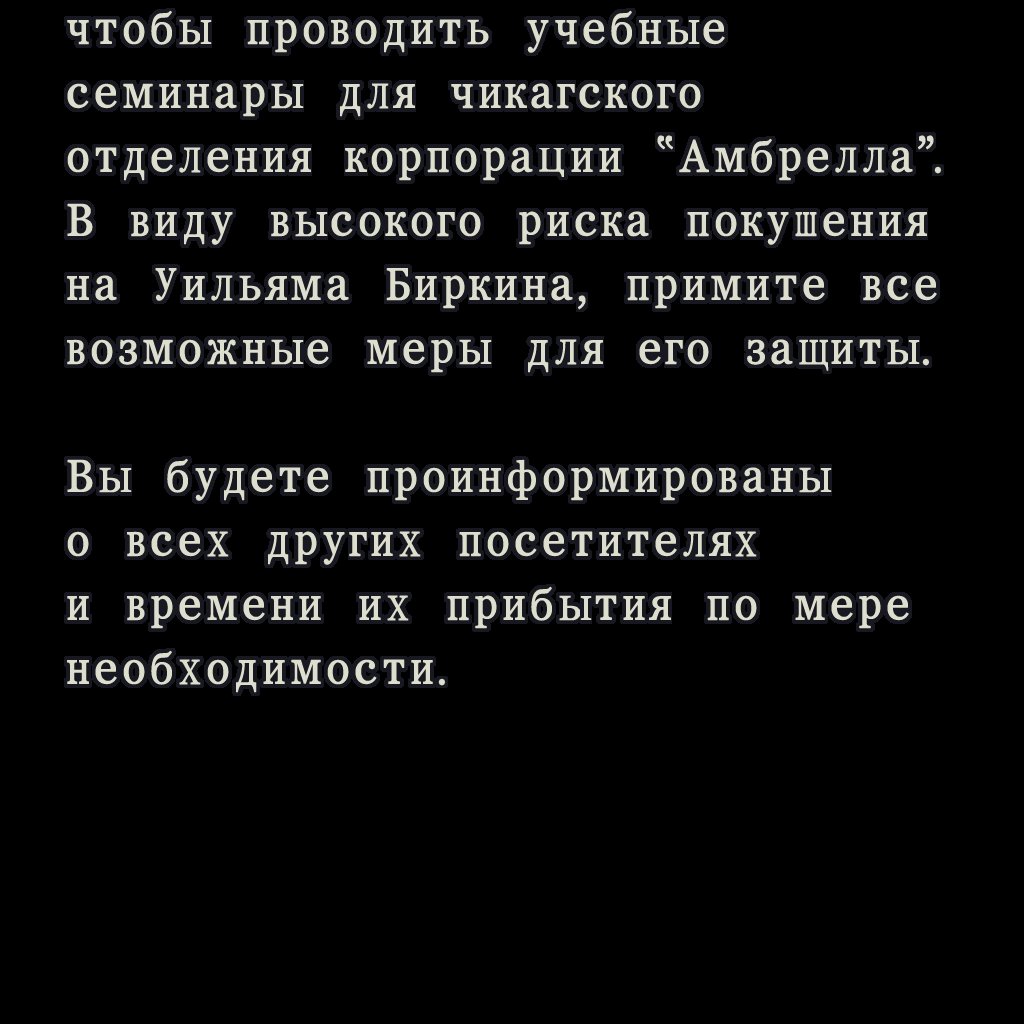 чтобы проводить учебные
семинары для чикагского
отделения корпорации “Амбрелла”.
В виду высокого риска покушения
на Уильяма Биркина, примите все
возможные меры для его защиты.
Вы будете проинформированы
о всех других посетителях
и времени их прибытия по мере
необходимости.